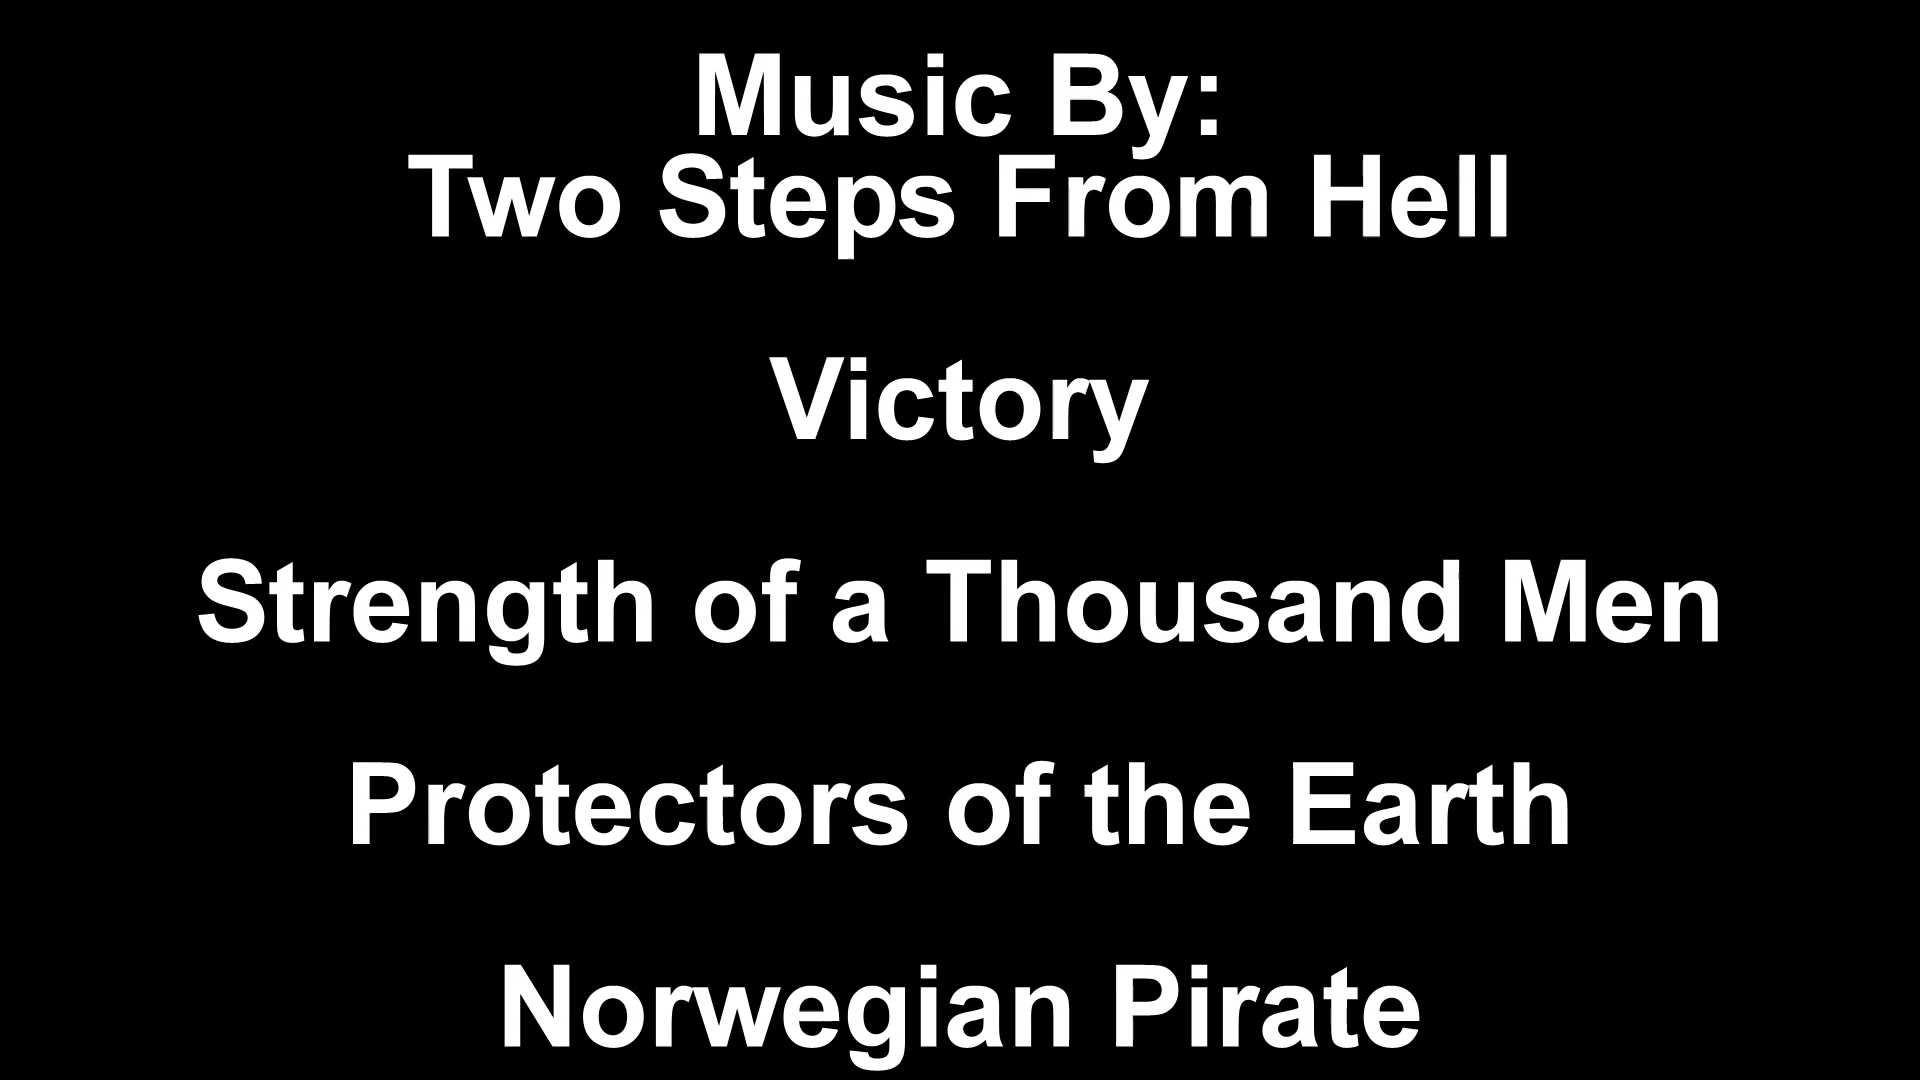 Music By:
Two Steps From Hell
Victory
Strength of a Thousand Men
Protectors of the Earth
Norwegian Pirate